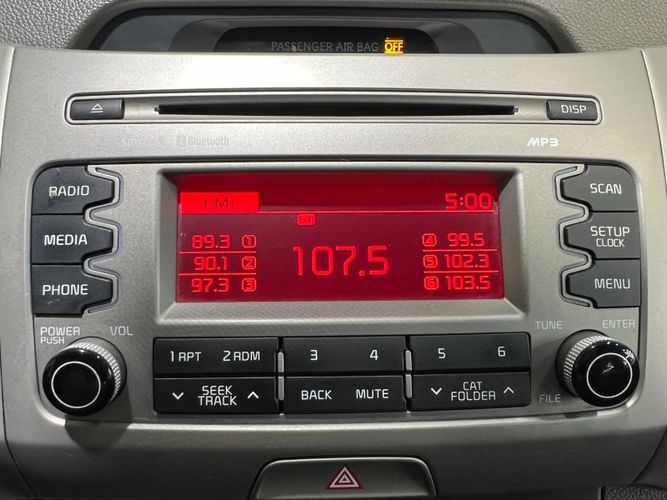 PASSENGER AIR BAG OFF
DISP
Bluetooth
MP3
RADIO
MEDIA
PHONE
FM1
5:00
ST
89.3 1
90.1 2
97.3 3
107.5
4 99.5
5 102.3
6 103.5
SCAN
SETUP
CLOCK
MENU
POWER
PUSH
VOL
TUNE
ENTER
FILE
1 RPT
2 RDM
3
4
5
6
SEEK
TRACK
BACK
MUTE
CAT
FOLDER